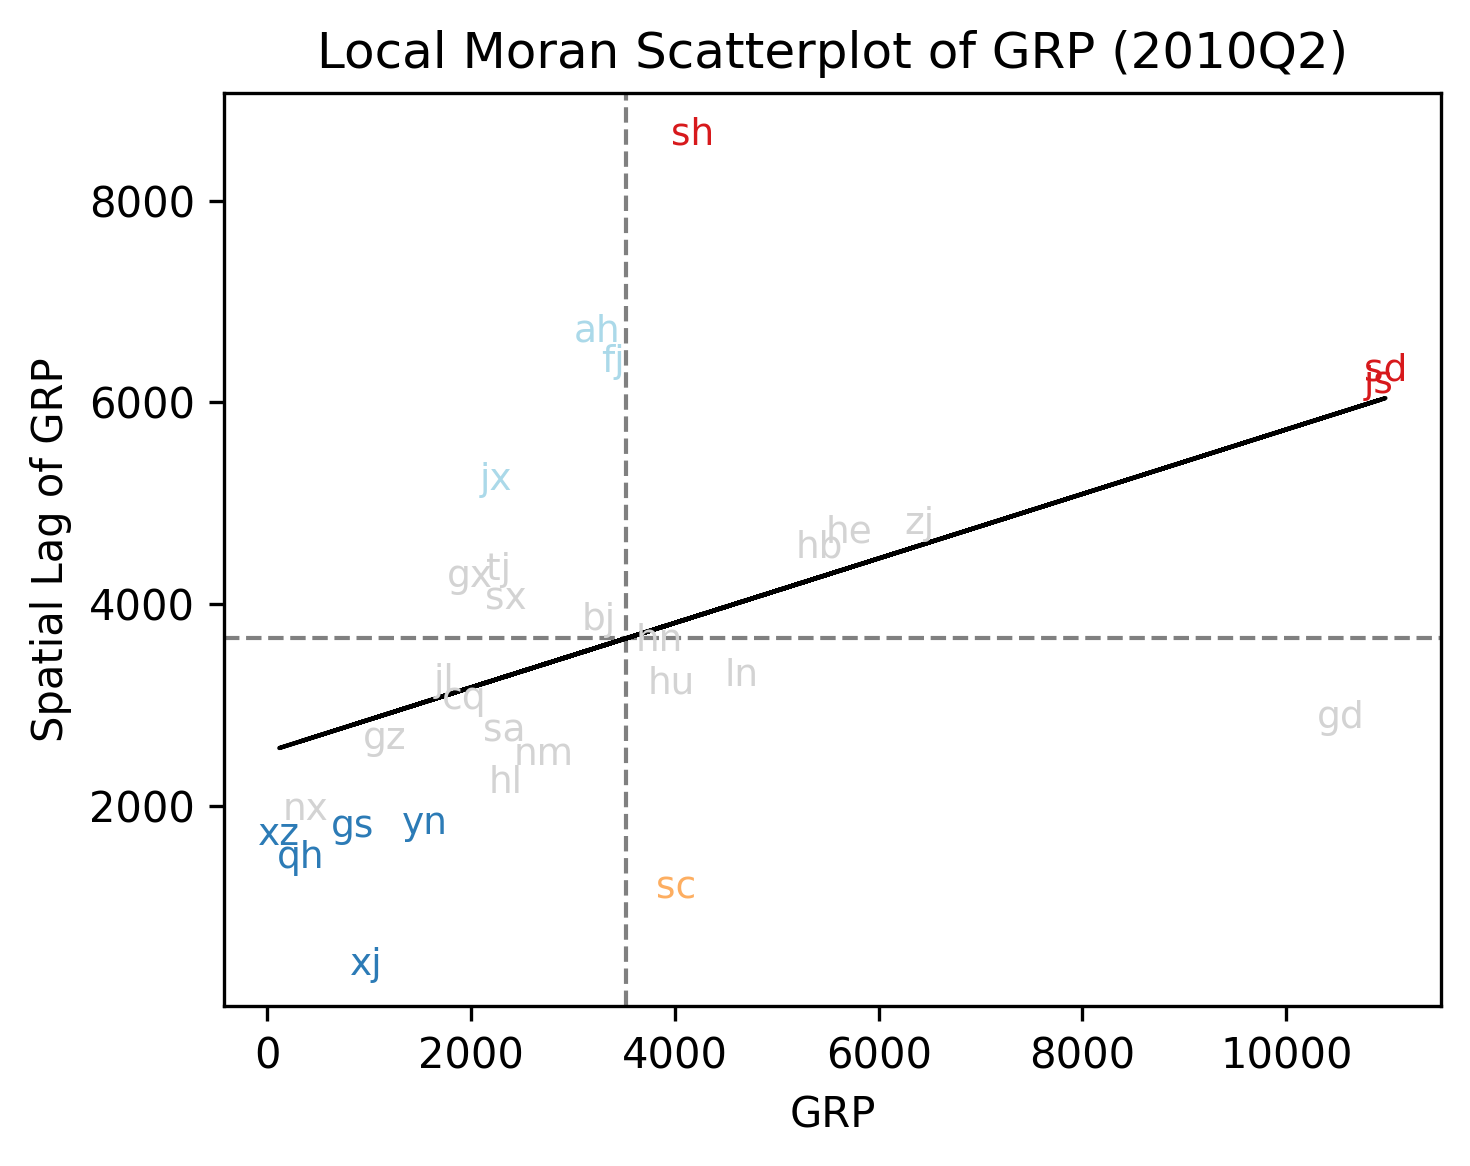 Local Moran Scatterplot of GRP (2010Q2)
Spatial Lag of GRP
8000
6000
4000
2000
sh
ah
fj
sd
js
jx
zj
he
hb
tj
gx
sx
bj
hn
ln
hu
jl
cq
gd
sa
gz
nm
hl
nx
yn
gs
xz
qh
sc
xj
0 2000 4000 6000 8000 10000
GRP